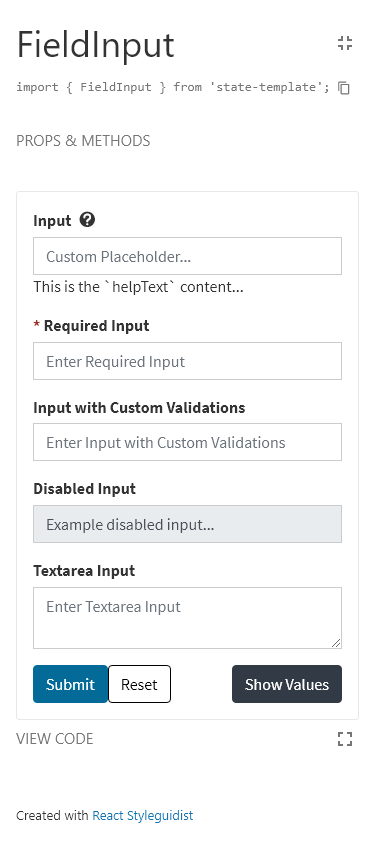 FieldInput
import { FieldInput } from 'state-template';
PROPS & METHODS
Input
Custom Placeholder...
This is the `helpText` content...
* Required Input
Enter Required Input
Input with Custom Validations
Enter Input with Custom Validations
Disabled Input
Example disabled input...
Textarea Input
Enter Textarea Input
Submit Reset Show Values
VIEW CODE
Created with React Styleguidist